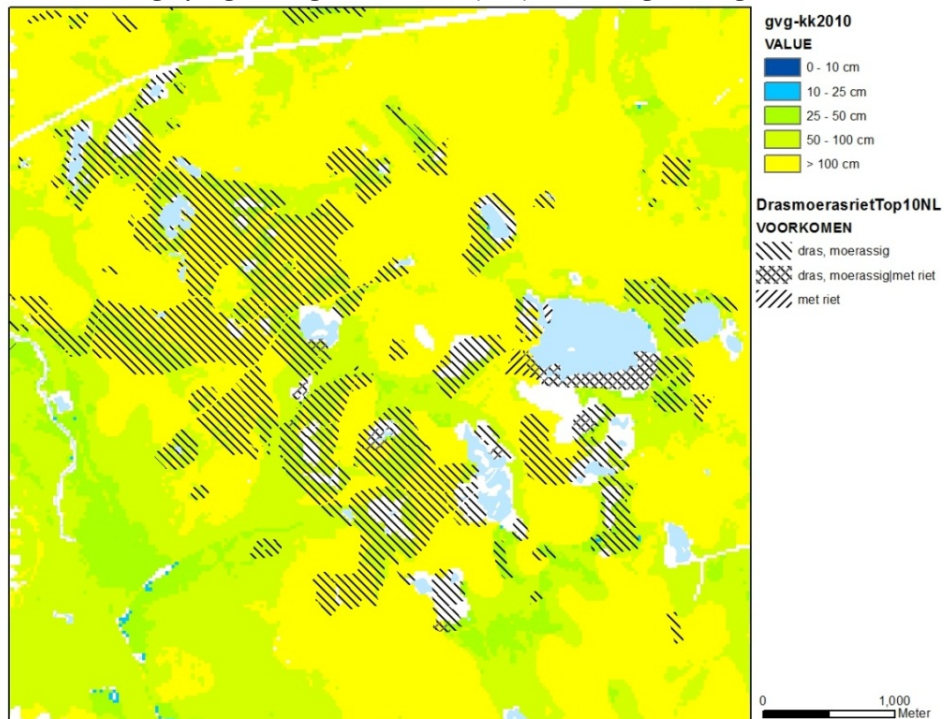 gvg-kk2010
VALUE
0 - 10 cm
10 - 25 cm
25 - 50 cm
50 - 100 cm
> 100 cm
DrasmoerasrietTop10NL
VOORKOMEN
dras, moerassig
dras, moerassig|met riet
met riet
0 1,000
Meter